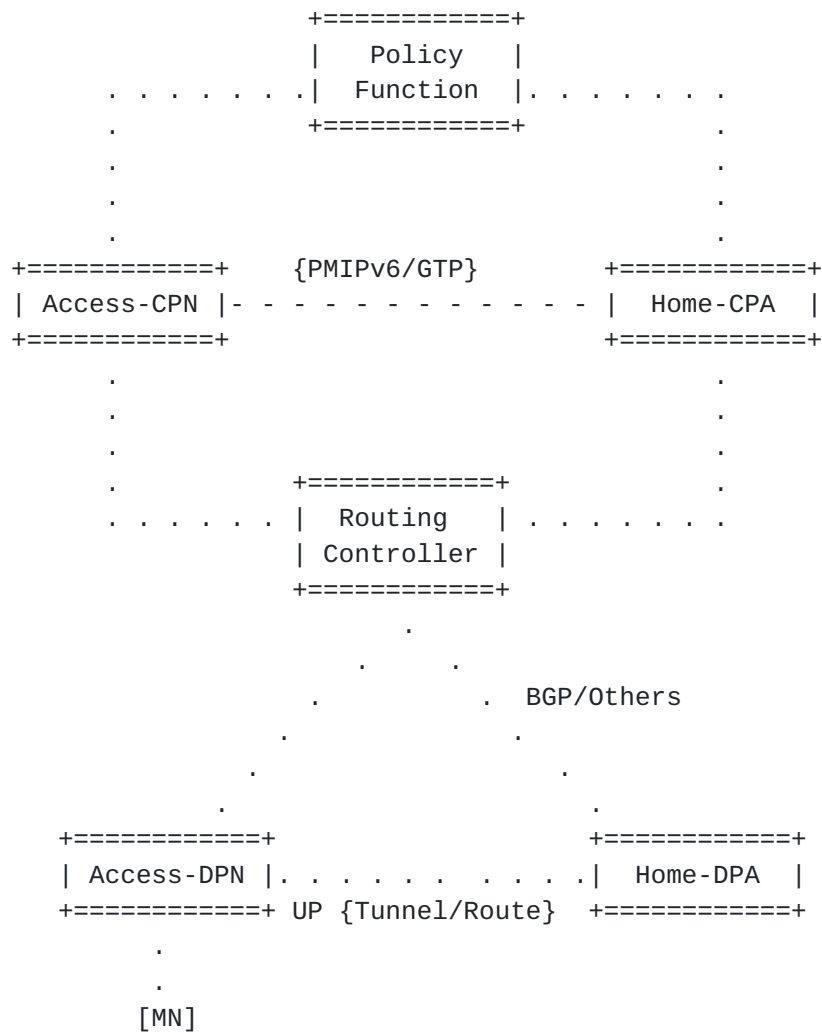 Policy
Function
{PMIPv6/GTP}
Access-CPN Home-CPA
Routing
Controller
BGP/Others
Access-DPN Home-DPA
UP {Tunnel/Route}
[MN]